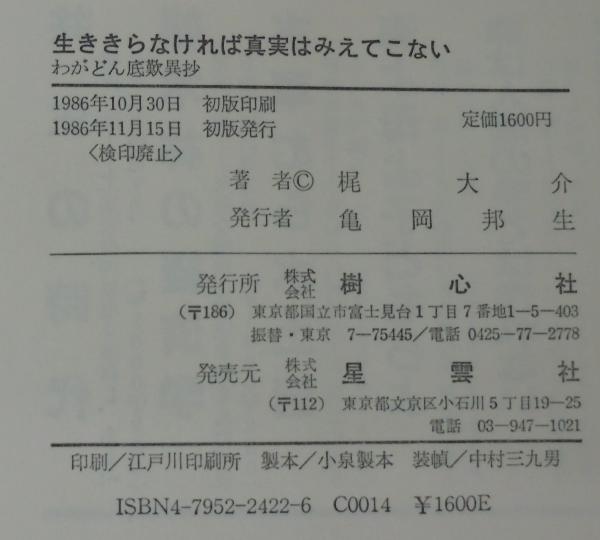 生ききらなければ真実はみえてこない
わがどん底歎異抄
1986年10月30日 初版印刷
1986年11月15日 初版発行
定価1600円
〈検印廃止〉
著者© 梶大介
発行者 亀岡邦生
発行所 株式会社 樹心社
(〒186) 東京都国立市富士見台1丁目7番地1―5―403
振替・東京 7―75445/電話 0425―77―2778
発売元 株式会社 星雲社
(〒112) 東京都文京区小石川5丁目19―25
電話 03―947―1021
印刷/江戸川印刷所 製本/小泉製本 装幀/中村三九男
ISBN4-7952-2422-6 C0014 ¥1600E